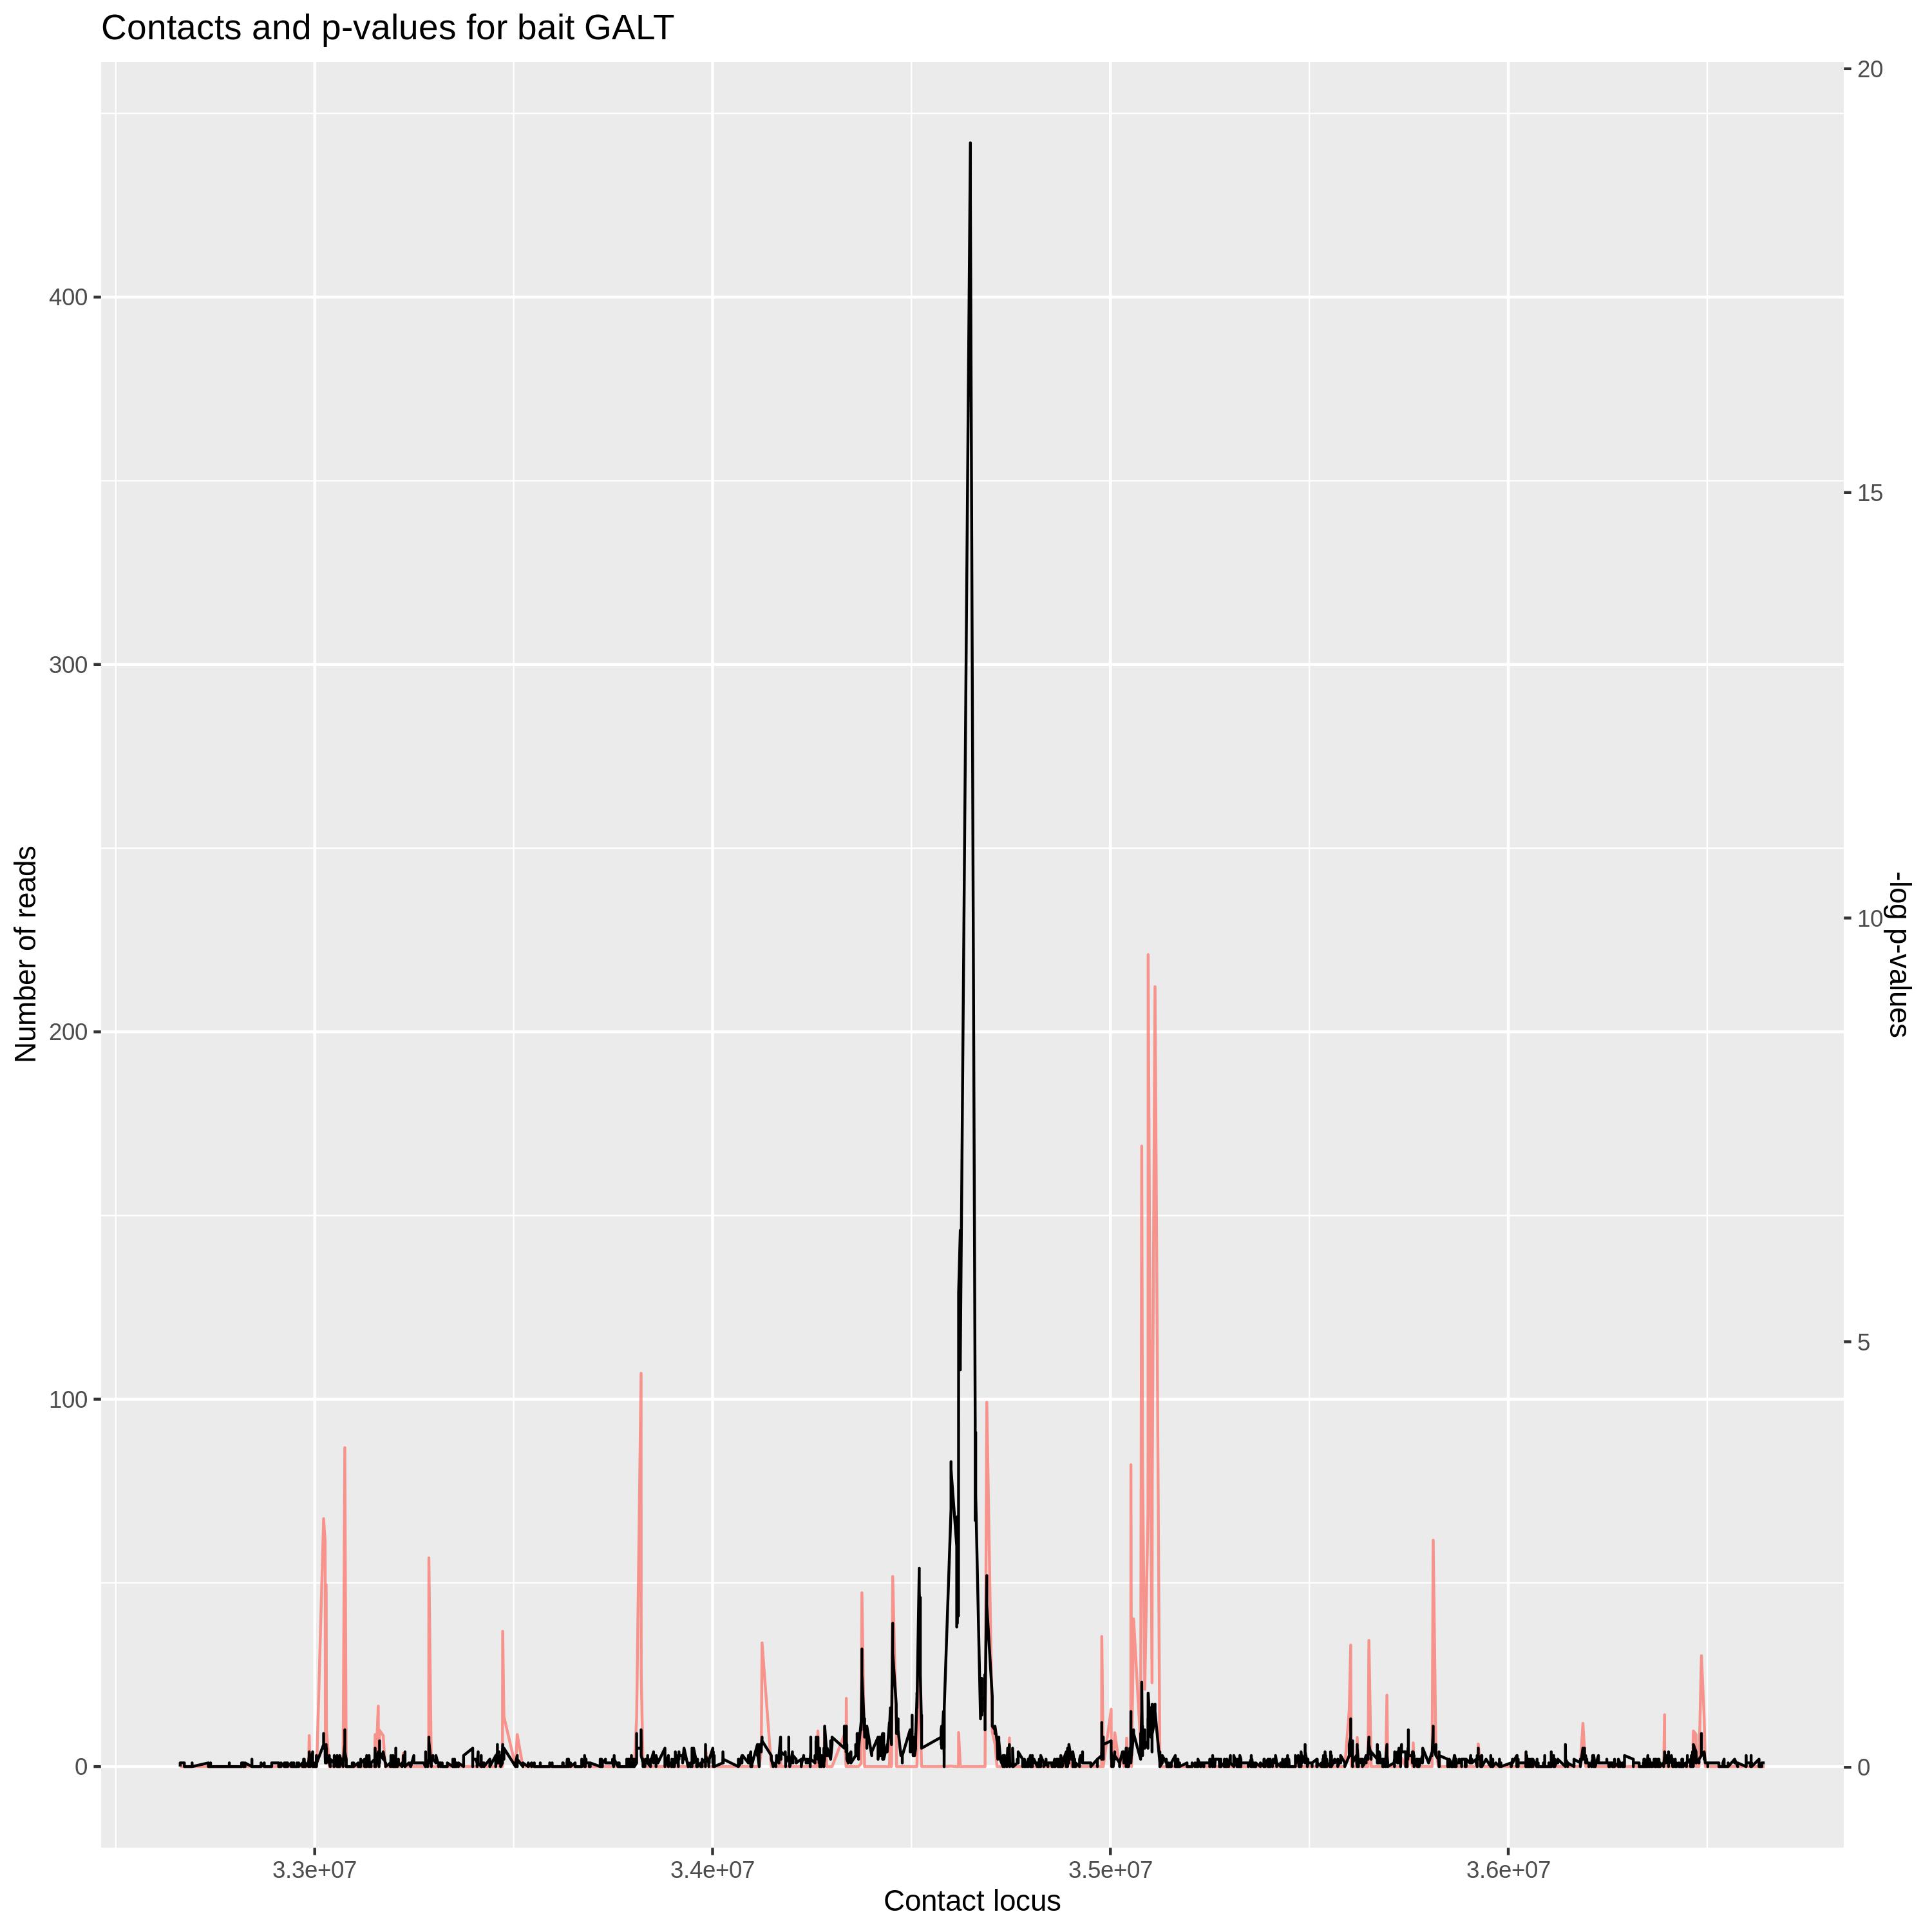 Contacts and p-values for bait GALT
Number of reads
400
300
200
100
0
20
15
10
5
0
-log p-values
3.3e+07 3.4e+07 3.5e+07 3.6e+07
Contact locus